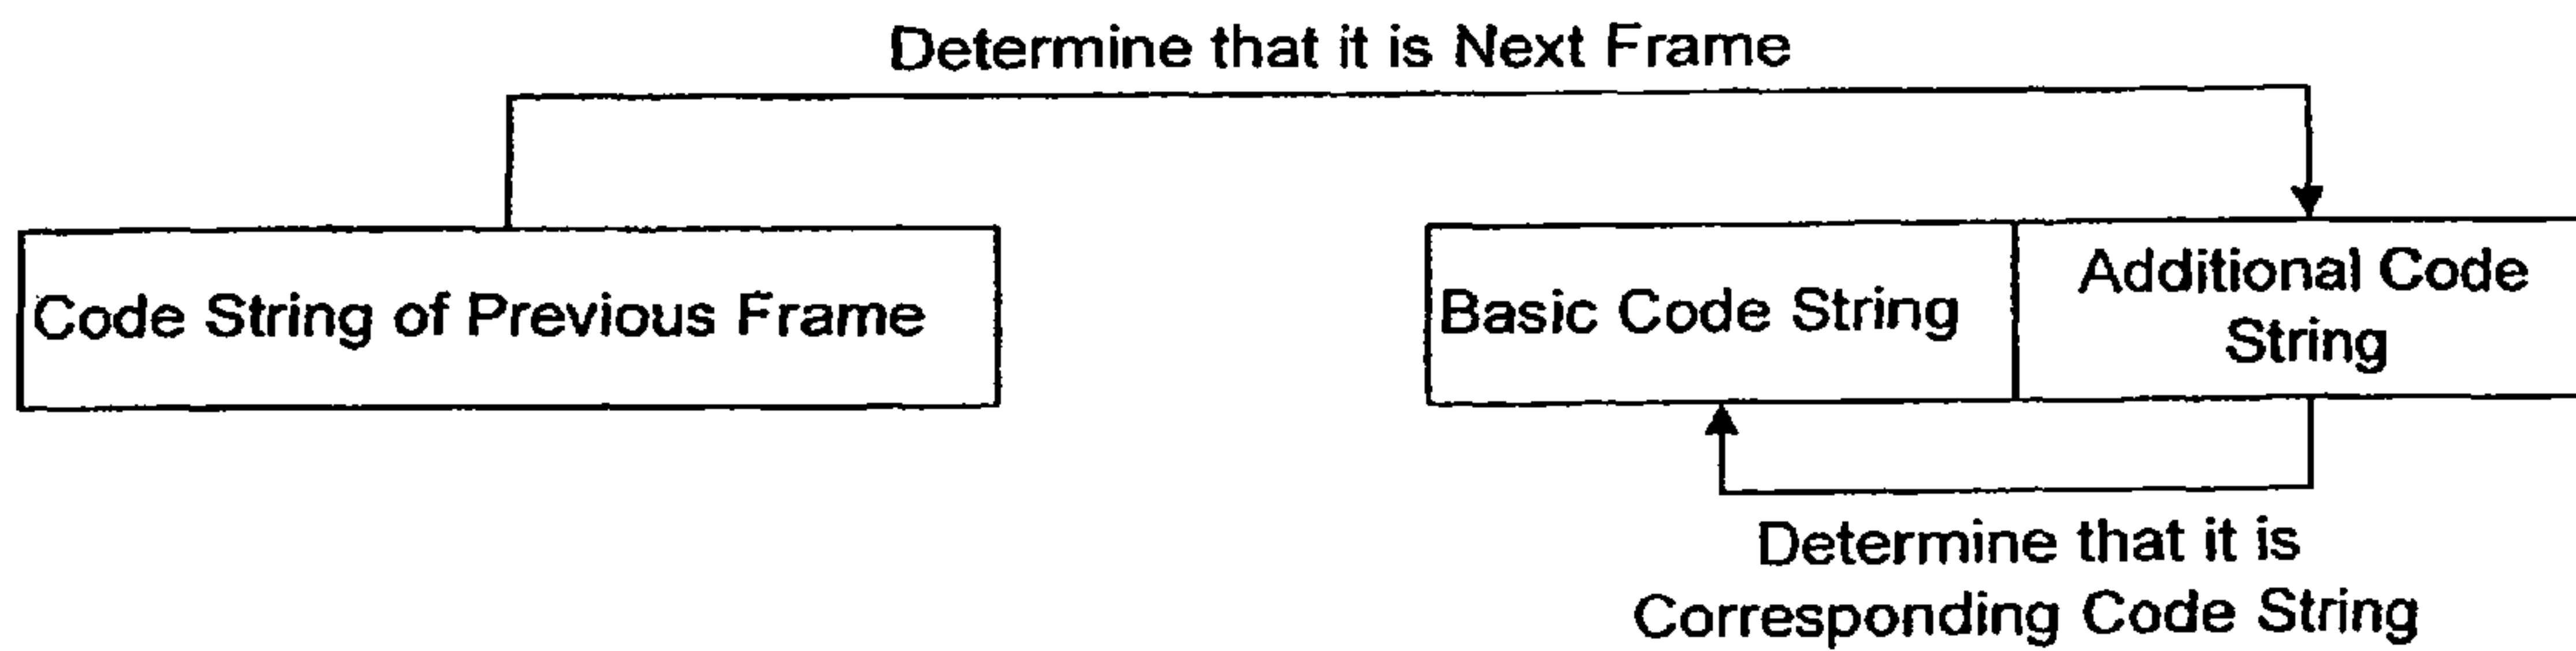 Determine that it is Next Frame
Code String of Previous Frame
Basic Code String
Additional Code
String
Determine that it is
Corresponding Code String